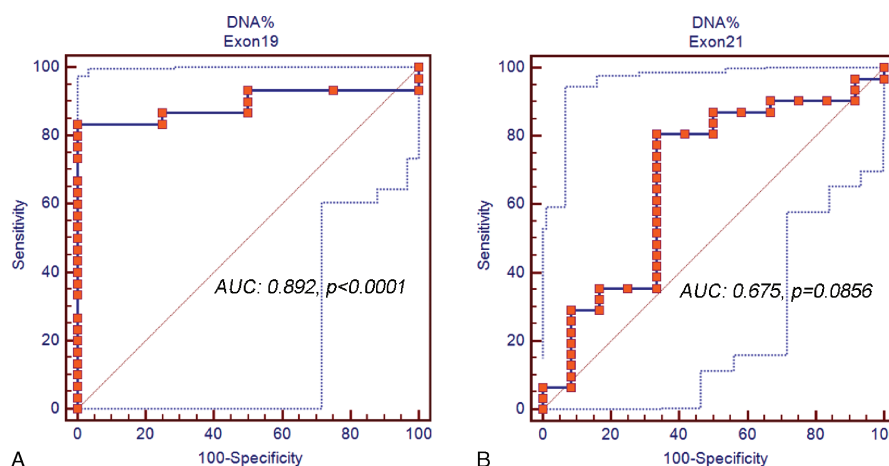 DNA%
Exon19
100
80
60
40
20
0
Sensitivity
AUC: 0.892, p<0.0001
0 20 40 60 80 100
100-Specificity
A
DNA%
Exon21
100
80
60
40
20
0
Sensitivity
AUC: 0.675, p=0.0856
0 20 40 60 80 100
100-Specificity
B